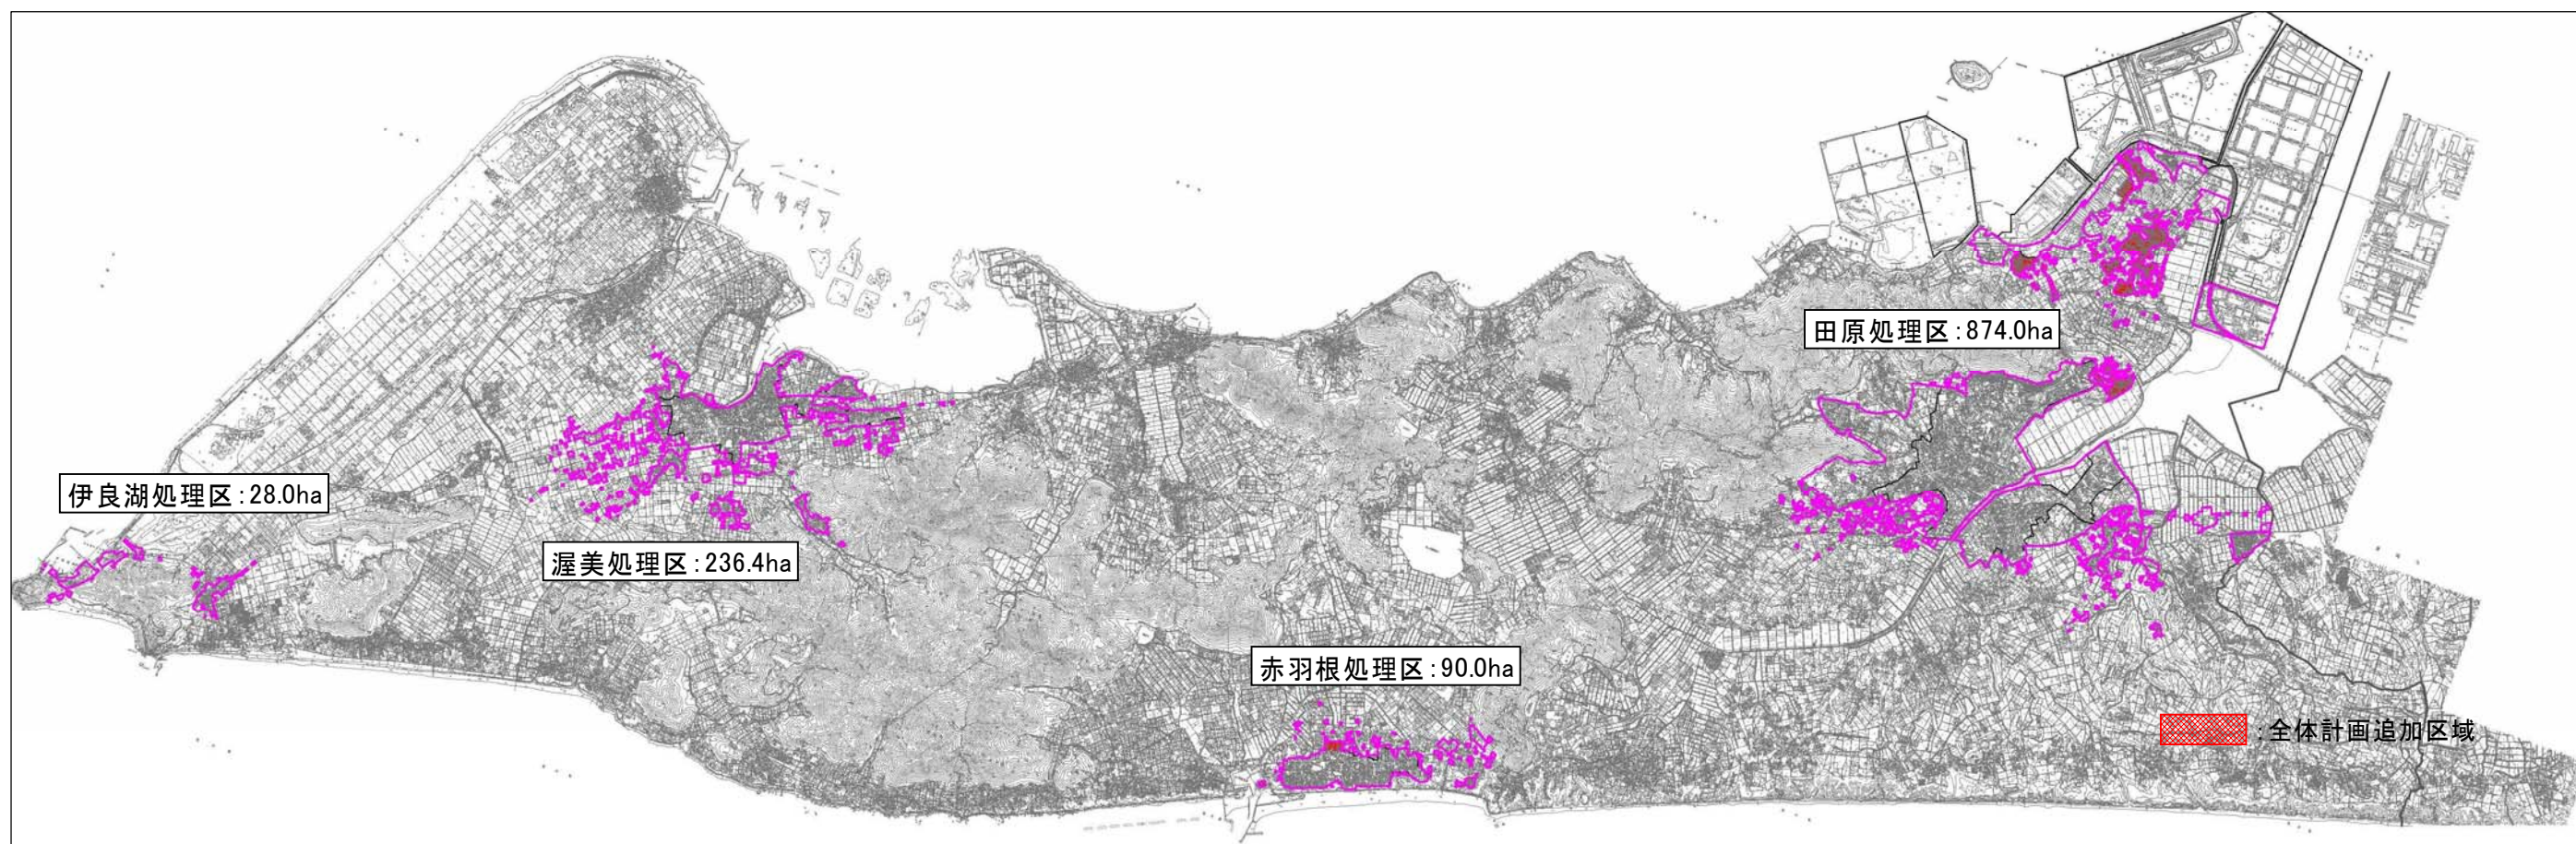 田原処理区：874.0ha
伊良湖処理区：28.0ha
渥美処理区：236.4ha
赤羽根処理区：90.0ha
：全体計画追加区域